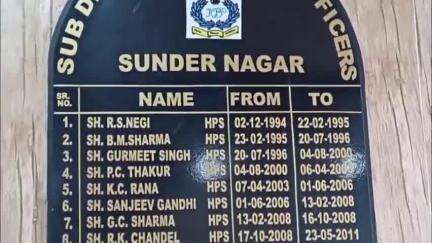 SUB D
OFFICERS
SUNDER NAGAR
SR. NO. NAME FROM TO
1. SH. R.S.NEGI HPS 02-12-1994 22-02-1995
2. SH. B.M.SHARMA HPS 23-02-1995 20-07-1996
3. SH. GURMEET SINGH HPS 20-07-1996 04-08-2000
4. SH. P.C. THAKUR HPS 04-08-2000 06-04-200
5. SH. K.C. RANA HPS 07-04-2003 01-06-2006
6. SH. SANJEEV GANDHI HPS 01-06-2006 13-02-2008
7. SH. G.C. SHARMA HPS 13-02-2008 16-10-2008
8. SH. R.K. CHANDEL HPS 17-10-2008 23-05-2011